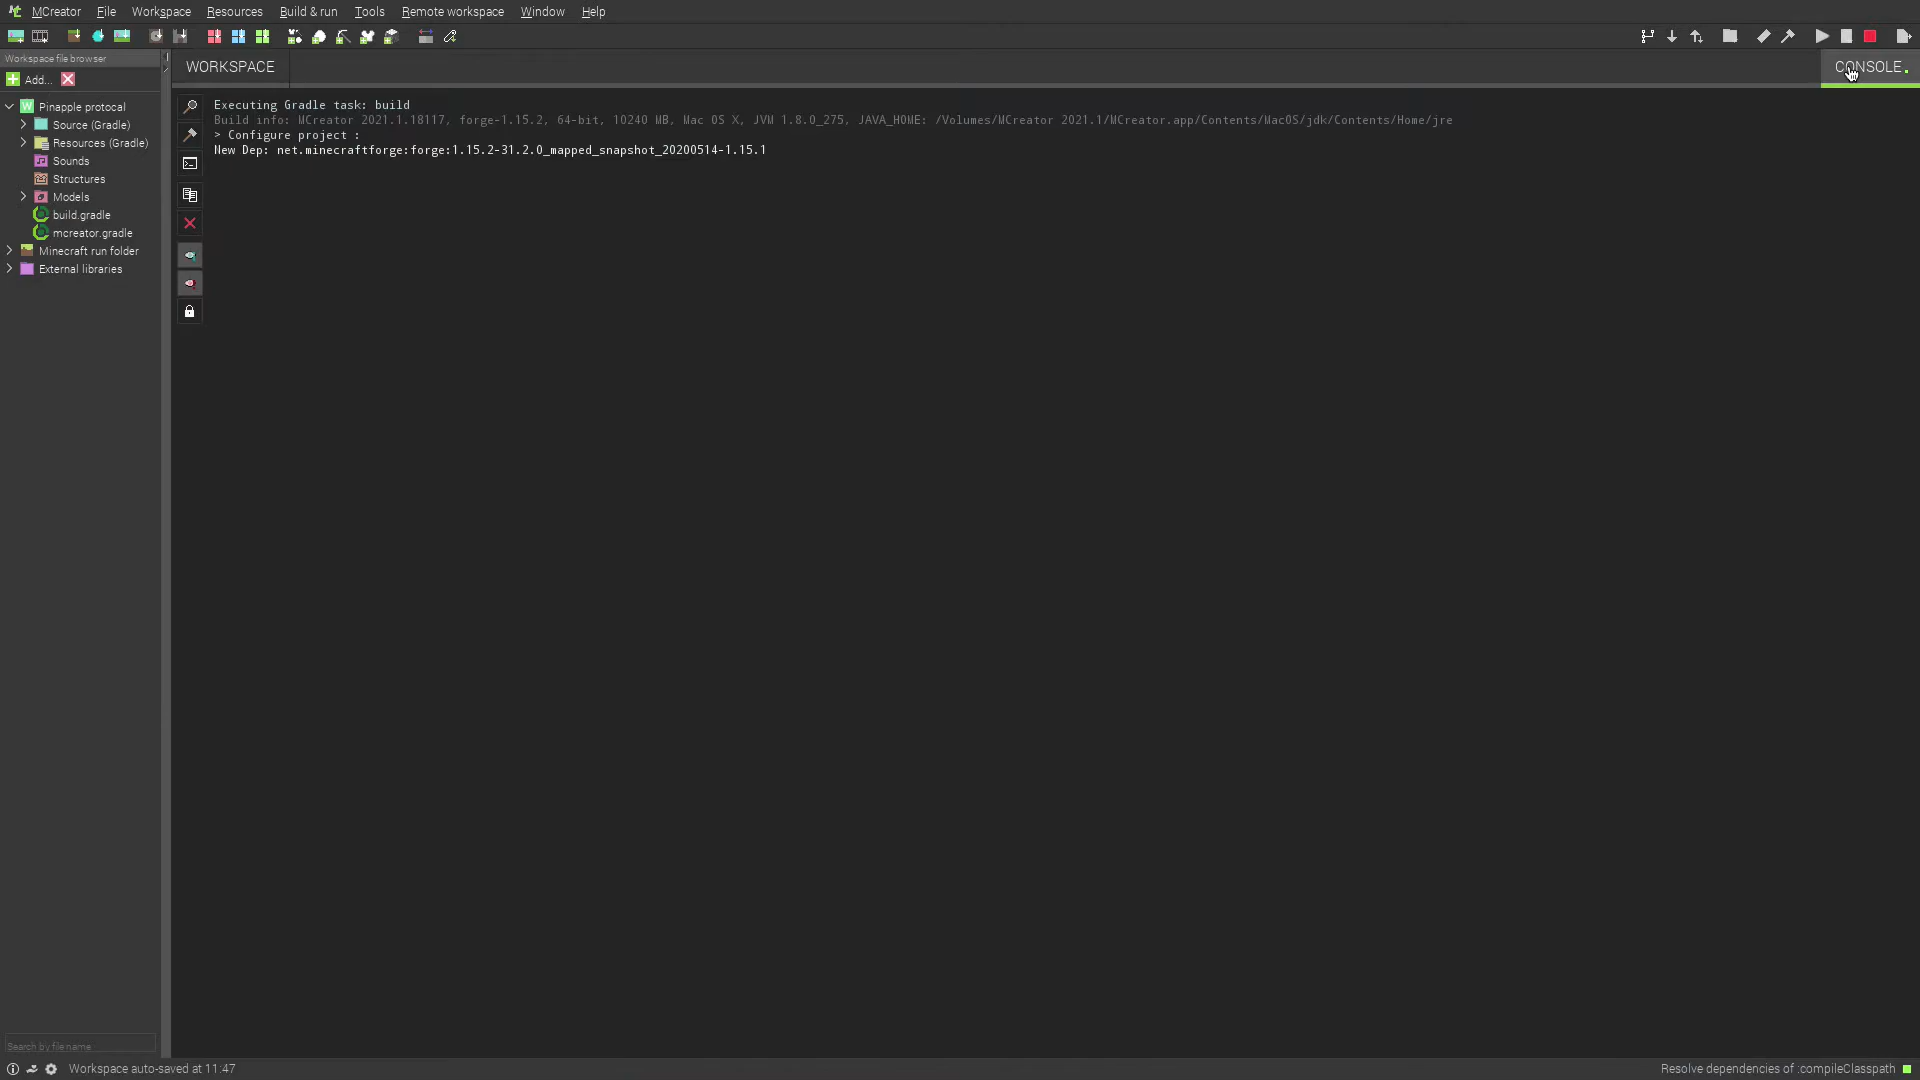 MCreator File Workspace Resources Build & run Tools Remote workspace Window Help
Workspace file browser
WORKSPACE
CONSOLE
Add...
Pinapple protocal
Source (Gradle)
Resources (Gradle)
Sounds
Structures
Models
build.gradle
mcreator.gradle
Minecraft run folder
External libraries
Executing Gradle task: build
Build info: MCreator 2021.1.18117, forge-1.15.2, 64-bit, 10240 MB, Mac OS X, JVM 1.8.0_275, JAVA_HOME: /Volumes/MCreator 2021.1/MCreator.app/Contents/MacOS/jdk/Contents/Home/jre
> Configure project :
New Dep: net.minecraftforge:forge:1.15.2-31.2.0_mapped_snapshot_20200514-1.15.1
Search by file name
Workspace auto-saved at 11:47
Resolve dependencies of :compileClasspath